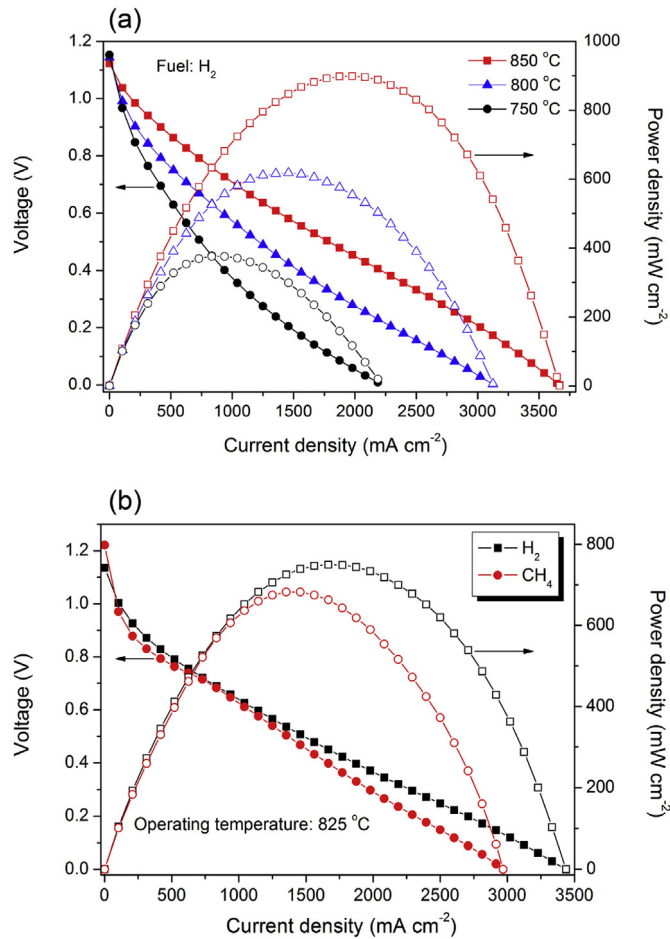 (a)
Fuel: H₂
850 °C
800 °C
750 °C
Voltage (V)
1.2
1.0
0.8
0.6
0.4
0.2
0.0
Power density (mW cm⁻²)
1000
800
600
400
200
0
0 500 1000 1500 2000 2500 3000 3500
Current density (mA cm⁻²)
(b)
H₂
CH₄
Voltage (V)
1.2
1.0
0.8
0.6
0.4
0.2
0.0
Power density (mW cm⁻²)
800
700
600
500
400
300
200
100
0
Operating temperature: 825 °C
0 500 1000 1500 2000 2500 3000 3500
Current density (mA cm⁻²)